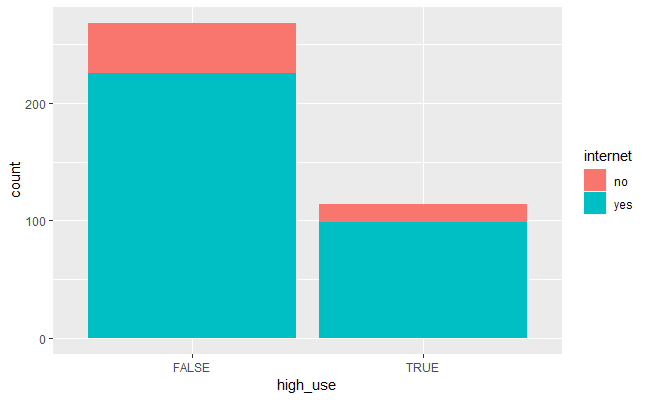 count
200
100
0
FALSE
TRUE
high_use
internet
no
yes